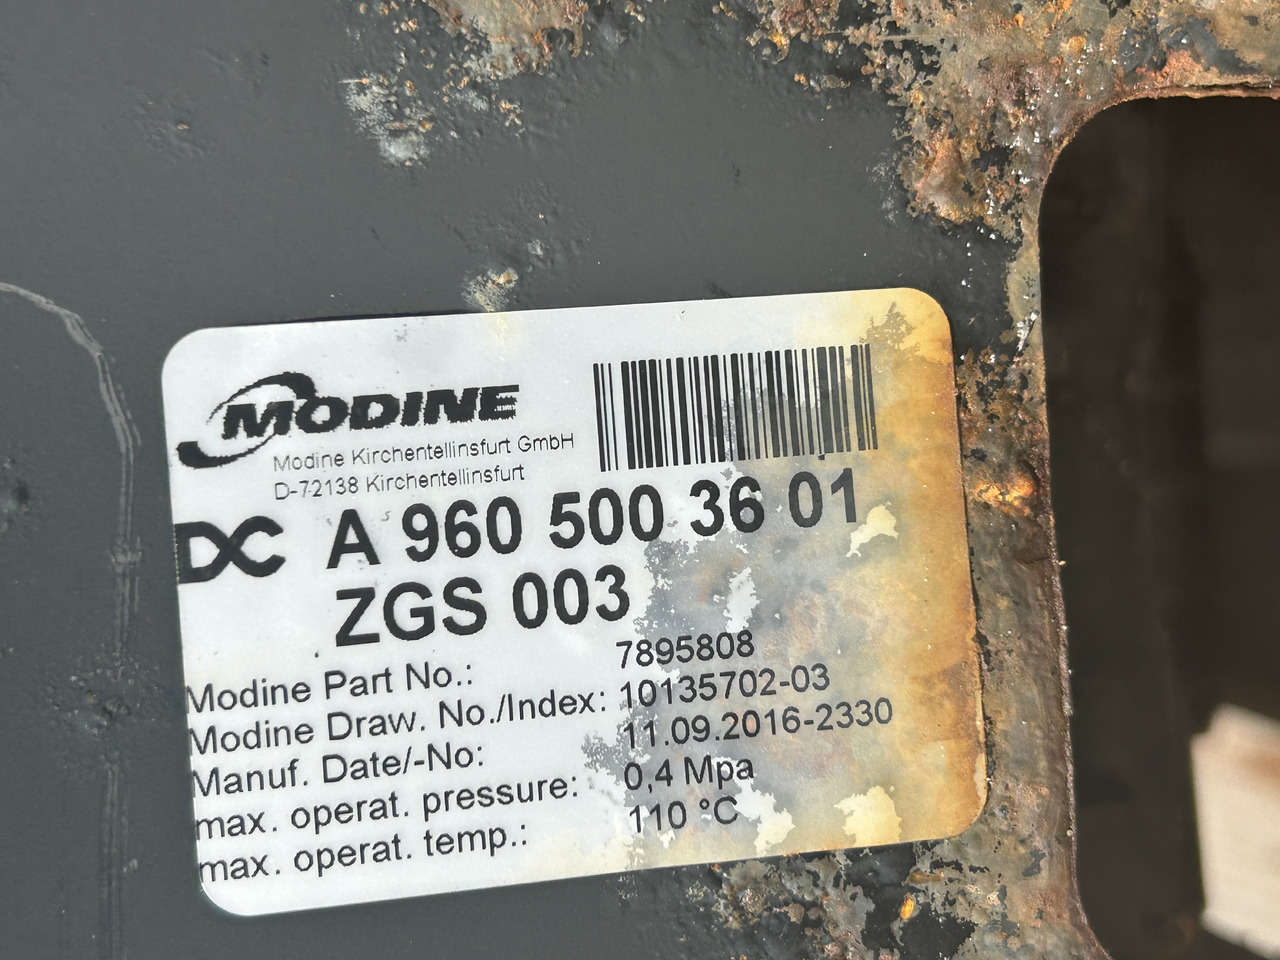 MODINE
Modine Kirchentellinsfurt GmbH
D-72138 Kirchentellinsfurt
DC A 960 500 36 01
ZGS 003
Modine Part No.: 7895808
Modine Draw. No./Index: 10135702-03
Manuf. Date/-No: 11.09.2016-2330
max. operat. pressure: 0,4 Mpa
max. operat. temp.: 110 °C